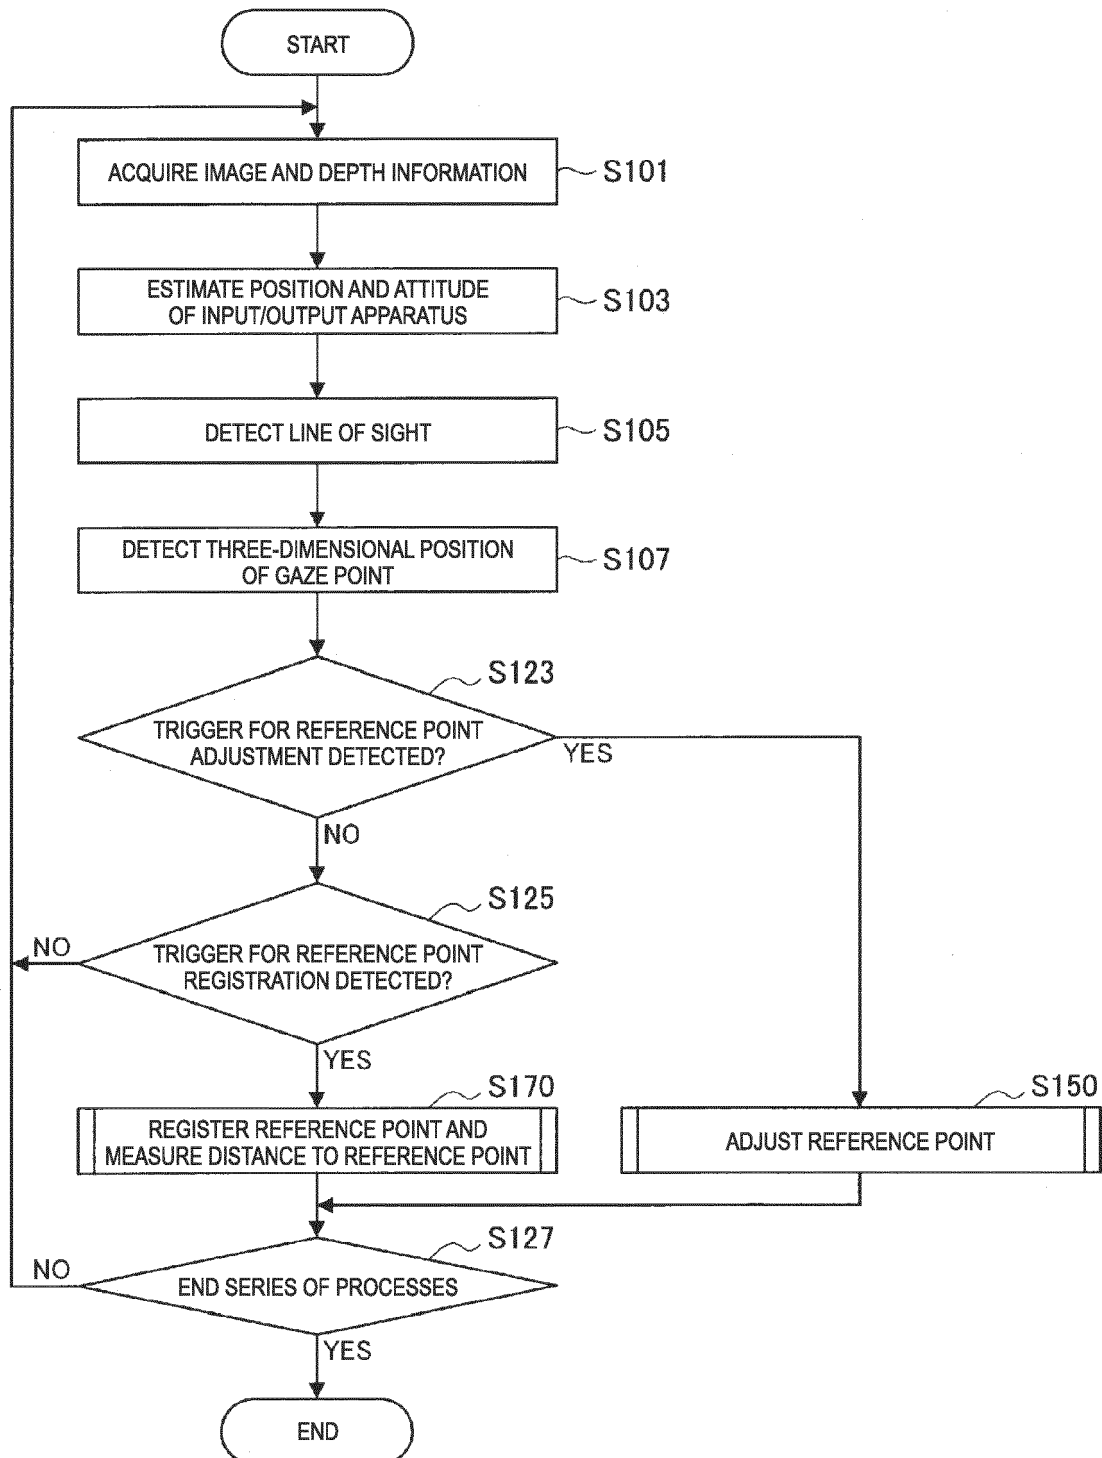 START
ACQUIRE IMAGE AND DEPTH INFORMATION
S101
ESTIMATE POSITION AND ATTITUDE
OF INPUT/OUTPUT APPARATUS
S103
DETECT LINE OF SIGHT
S105
DETECT THREE-DIMENSIONAL POSITION
OF GAZE POINT
S107
S123
TRIGGER FOR REFERENCE POINT
ADJUSTMENT DETECTED?
YES
NO
S125
TRIGGER FOR REFERENCE POINT
REGISTRATION DETECTED?
NO
YES
S170
REGISTER REFERENCE POINT AND
MEASURE DISTANCE TO REFERENCE POINT
S150
ADJUST REFERENCE POINT
S127
END SERIES OF PROCESSES
NO
YES
END